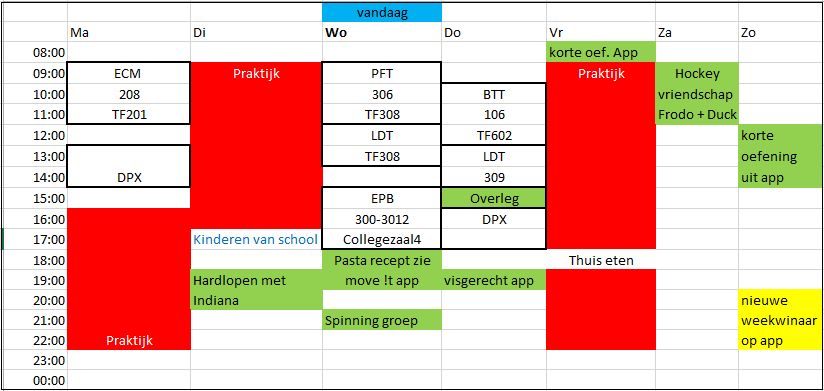 vandaag
Ma Di Wo Do Vr Za Zo
08:00 korte oef. App
09:00 ECM Praktijk PFT Praktijk Hockey
10:00 208 306 BTT vriendschap
11:00 TF201 TF308 106 Frodo + Duck
12:00 LDT TF602 korte
13:00 TF308 LDT oefening
14:00 DPX 309 uit app
15:00 EPB Overleg
16:00 300-3012 DPX
17:00 Kinderen van school Collegezaal4
18:00 Pasta recept zie Thuis eten
19:00 Hardlopen met move !t app visgerecht app
20:00 Indiana nieuwe
21:00 Spinning groep weekwinaar
22:00 Praktijk op app
23:00
00:00